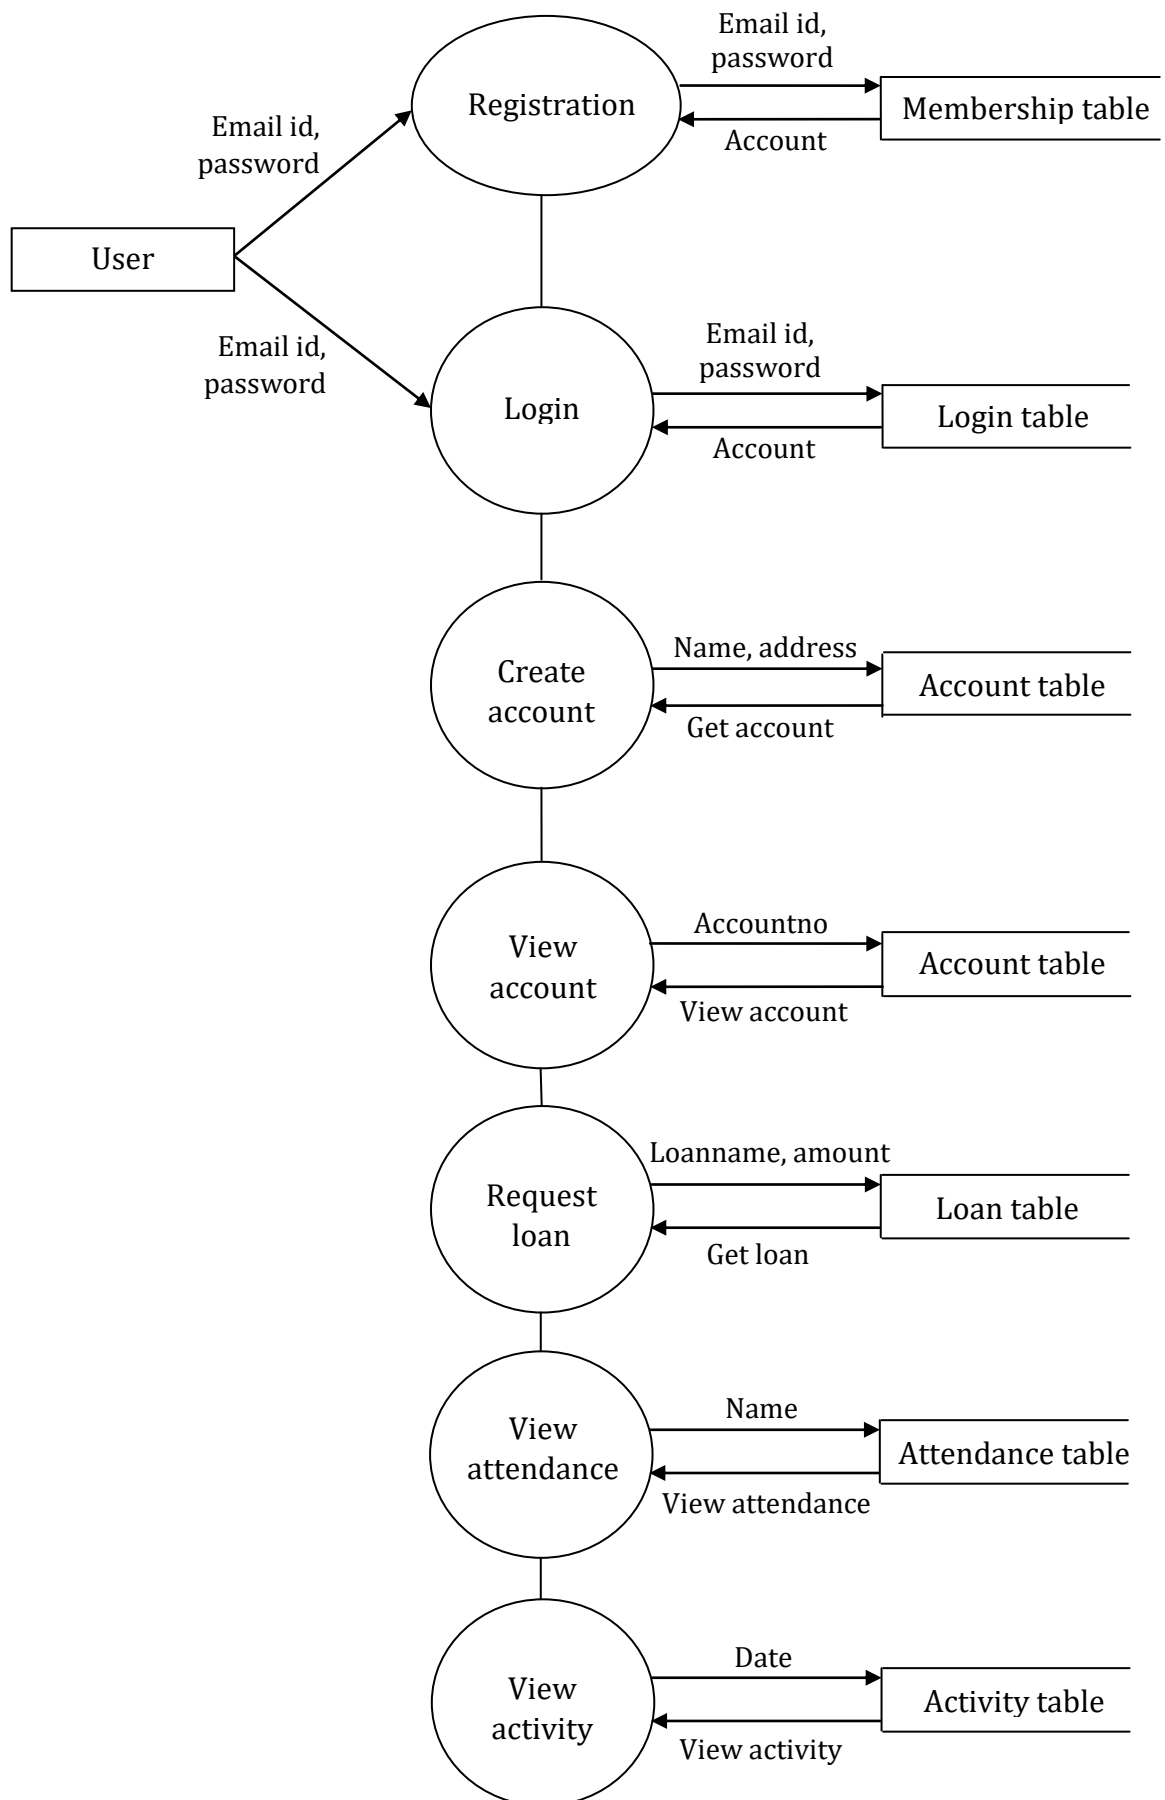 Email id,
password
Registration
Membership table
Account
Email id,
password
User
Email id,
password
Email id,
password
Login
Login table
Account
Name, address
Create
account
Account table
Get account
Accountno
View
account
Account table
View account
Loanname, amount
Request
loan
Loan table
Get loan
Name
View
attendance
Attendance table
View attendance
Date
View
activity
Activity table
View activity